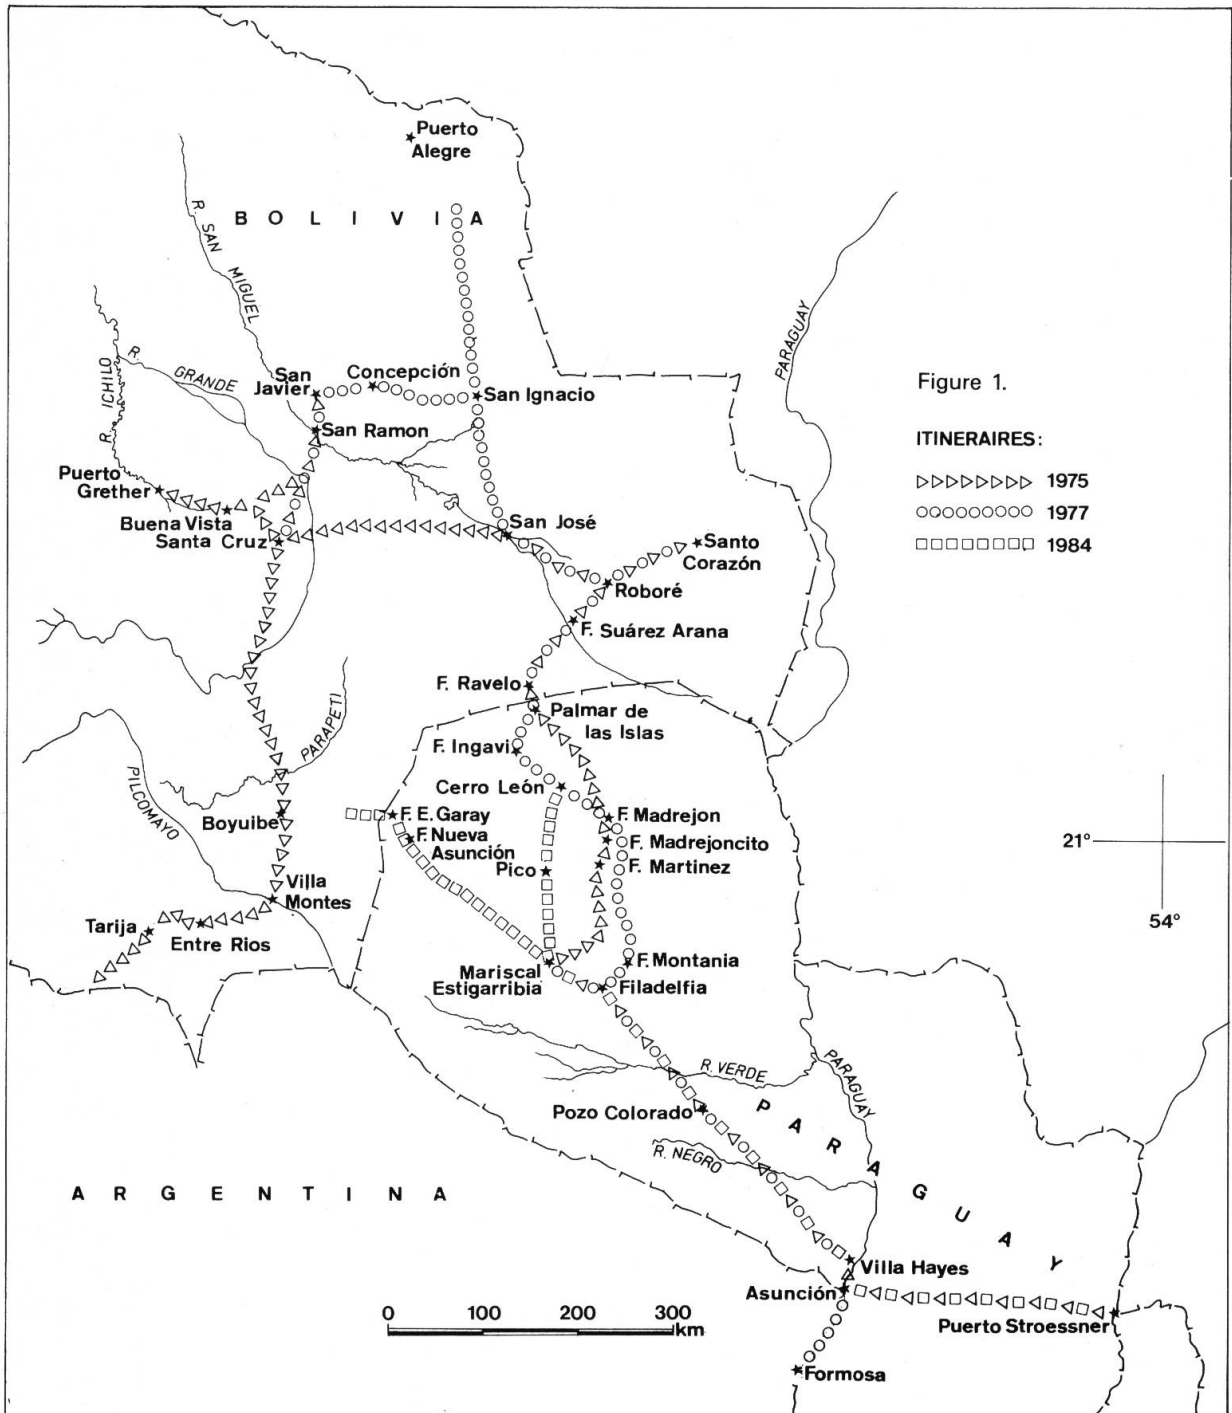 Puerto
Alegre
BOLIVIA
R. SAN MIGUEL
PARAGUAY
R. ICHILO
R. GRANDE
San
Javier
Concepción
San Ignacio
San Ramon
Puerto
Grether
Buena Vista
Santa Cruz
San José
Santo
Corazón
Roboré
F. Suárez Arana
F. Ravelo
Palmar de
las Islas
F. Ingavi
PARAPETI
PILCOMAYO
Cerro León
Boyuibe
F. E. Garay
F. Nueva
Asunción
F. Madrejon
F. Madrejoncito
F. Martinez
Pico
Villa
Montes
Tarija
Entre Rios
Mariscal
Estigarribia
F. Montania
Filadelfia
R. VERDE
PARAGUAY
Pozo Colorado
PARAGUAY
R. NEGRO
ARGENTINA
Villa Hayes
Asunción
Puerto Stroessner
Formosa
0 100 200 300
km
Figure 1.
ITINERAIRES:
1975
1977
1984
21°
54°